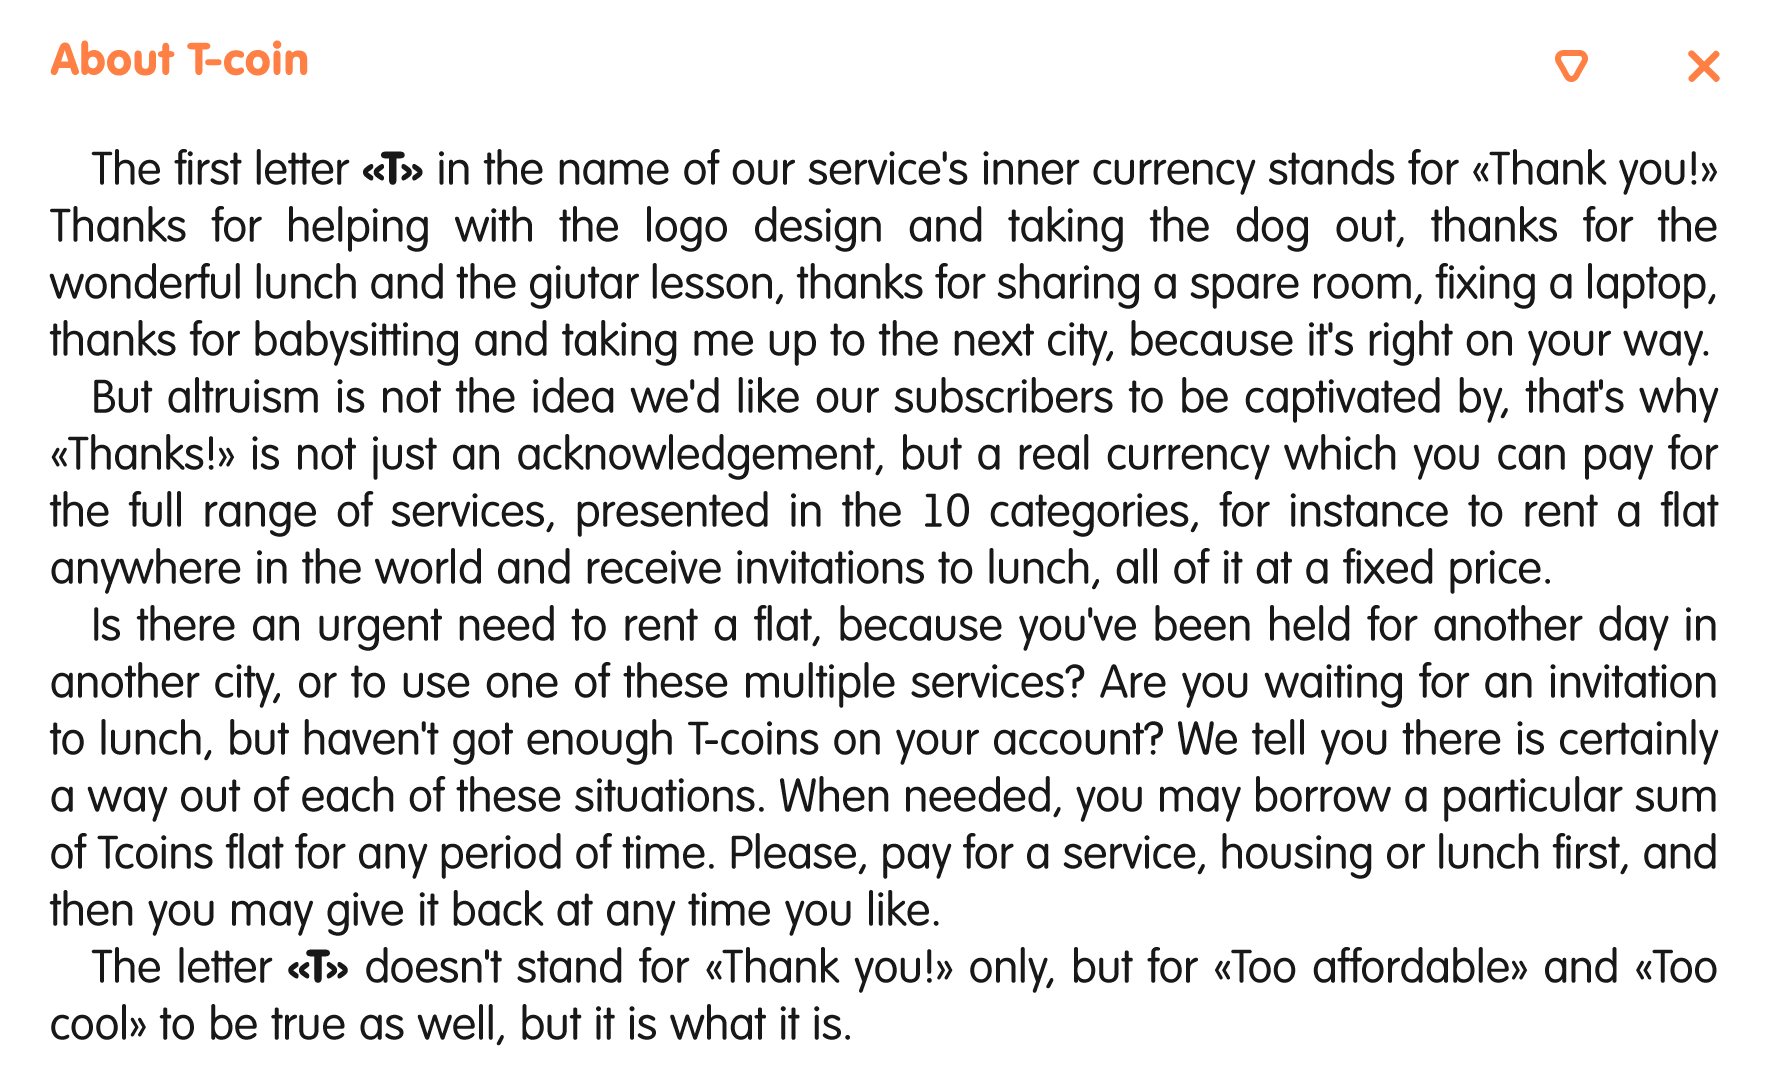 About T-coin
The first letter «T» in the name of our service's inner currency stands for «Thank you!»
Thanks for helping with the logo design and taking the dog out, thanks for the
wonderful lunch and the giutar lesson, thanks for sharing a spare room, fixing a laptop,
thanks for babysitting and taking me up to the next city, because it's right on your way.
But altruism is not the idea we'd like our subscribers to be captivated by, that's why
«Thanks!» is not just an acknowledgement, but a real currency which you can pay for
the full range of services, presented in the 10 categories, for instance to rent a flat
anywhere in the world and receive invitations to lunch, all of it at a fixed price.
Is there an urgent need to rent a flat, because you've been held for another day in
another city, or to use one of these multiple services? Are you waiting for an invitation
to lunch, but haven't got enough T-coins on your account? We tell you there is certainly
a way out of each of these situations. When needed, you may borrow a particular sum
of Tcoins flat for any period of time. Please, pay for a service, housing or lunch first, and
then you may give it back at any time you like.
The letter «T» doesn't stand for «Thank you!» only, but for «Too affordable» and «Too
cool» to be true as well, but it is what it is.